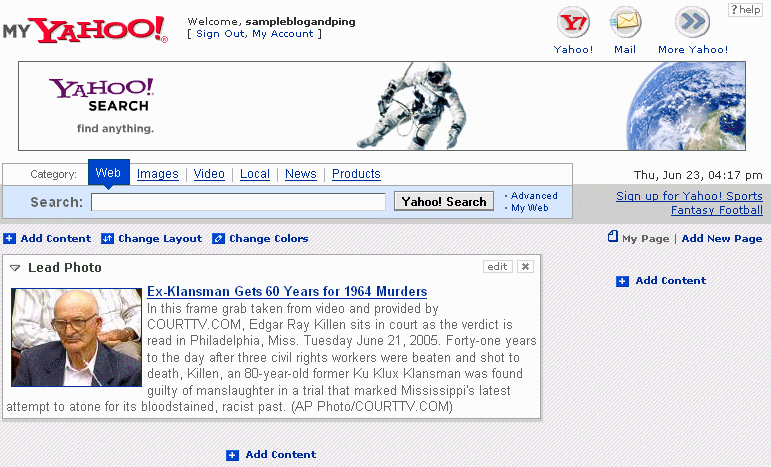 MY YAHOO!®
Welcome, sampleblogandping
[ Sign Out, My Account ]
Yahoo!
Mail
More Yahoo!
? help
YAHOO!
SEARCH
find anything.
Category: Web Images Video Local News Products
Thu, Jun 23, 04:17 pm
Search: Yahoo! Search
· Advanced
· My Web
Sign up for Yahoo! Sports
Fantasy Football
Add Content Change Layout Change Colors
My Page | Add New Page
Lead Photo
edit
Add Content
Ex-Klansman Gets 60 Years for 1964 Murders
In this frame grab taken from video and provided by
COURTTV.COM, Edgar Ray Killen sits in court as the verdict is
read in Philadelphia, Miss. Tuesday June 21, 2005. Forty-one years
to the day after three civil rights workers were beaten and shot to
death, Killen, an 80-year-old former Ku Klux Klansman was found
guilty of manslaughter in a trial that marked Mississippi's latest
attempt to atone for its bloodstained, racist past. (AP Photo/COURTTV.COM)
Add Content